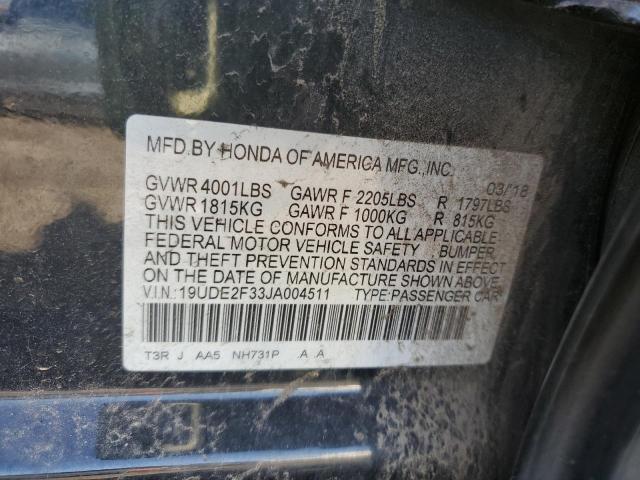 MFD.BY HONDA OF AMERICA MFG.,INC.
03/18
GVWR 4001LBS GAWR F 2205LBS R 1797LBS
GVWR 1815KG GAWR F 1000KG R 815KG
THIS VEHICLE CONFORMS TO ALL APPLICABLE
FEDERAL MOTOR VEHICLE SAFETY BUMPER,
AND THEFT PREVENTION STANDARDS IN EFFECT
ON THE DATE OF MANUFACTURE SHOWN ABOVE.
V.I.N.: 19UDE2F33JA004511 TYPE:PASSENGER CAR
T3R J AA5 NH731P A A